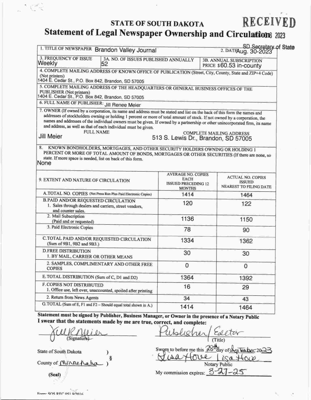 STATE OF SOUTH DAKOTA
RECEIVED
Statement of Legal Newspaper Ownership and Circulation
2023
SD Secretary of State
1. TITLE OF NEWSPAPER Brandon Valley Journal
2. DATE Aug. 30-2023
3. FREQUENCY OF ISSUE
Weekly
3A. NO. OF ISSUES PUBLISHED ANNUALLY
52
3B. ANNUAL SUBSCRIPTION
PRICE $60.53 in-county
4. COMPLETE MAILING ADDRESS OF KNOWN OFFICE OF PUBLICATION (Street, City, County, State and ZIP+4 Code)
(Not printers)
1404 E. Cedar St., P.O. Box 842, Brandon, SD 57005
5. COMPLETE MAILING ADDRESS OF THE HEADQUARTERS OR GENERAL BUSINESS OFFICES OF THE
PUBLISHER (Not printers)
1404 E. Cedar St., P.O. Box 842, Brandon, SD 57005
6. FULL NAME OF PUBLISHER Jill Renee Meier
7. OWNER (If owned by a corporation, its name and address must be stated and list on the back of this form the names and
addresses of stockholders owning or holding 1 percent or more of total amount of stock. If not owned by a corporation, the
names and addresses of the individual owners must be given. If owned by a partnership or other unincorporated firm, its name
and address, as well as that of each individual must be given.
FULL NAME
COMPLETE MAILING ADDRESS
Jill Meier
513 S. Lewis Dr., Brandon, SD 57005
8. KNOWN BONDHOLDERS, MORTGAGES, AND OTHER SECURITY HOLDERS OWNING OR HOLDING 1
PERCENT OR MORE OF TOTAL AMOUNT OF BONDS, MORTGAGES OR OTHER SECURITIES (If there are none, so
state. If more space is needed, list on back of this form.
None
9. EXTENT AND NATURE OF CIRCULATION
AVERAGE NO. COPIES
EACH
ISSUED PRECEDING 12
MONTHS
ACTUAL NO. COPIES
ISSUED
NEAREST TO FILING DATE
A. TOTAL NO. COPIES
1414
1464
B. PAID AND/OR REQUESTED CIRCULATION
1. Sales through dealers and carriers, street vendors,
and counter sales.
120
122
2. Mail Subscription
(Paid and or requested)
1136
1150
3. Paid Electronic Copies
78
90
C. TOTAL PAID AND/OR REQUESTED CIRCULATION
(Sum of 9B1, 9B2 and 9B3.)
1334
1362
D. FREE DISTRIBUTION
1. BY MAIL, CARRIER OR OTHER MEANS
30
30
2. SAMPLES, COMPLIMENTARY AND OTHER FREE
COPIES
0
0
E. TOTAL DISTRIBUTION (Sum of C, D1 and D2)
1364
1392
F. COPIES NOT DISTRIBUTED
1. Office use, left over, unaccounted, spoiled after printing
16
29
2. Return from News Agents
34
43
G. TOTAL (Sum of E, F1 and F2 – Should equal total shown in A.)
1414
1464
Statement must be signed by Publisher, Business Manager, or Owner in the presence of a Notary Public
I swear that the statements made by me are true, correct, and complete:
Jill Meier
Publisher/Editor
(Signature)
(Title)
State of South Dakota )
Sworn to before me this 30th day of August 2023
County of Minnehaha )
Lisa Hove Lisa Hove
Notary Public
(Seal)
My commission expires: 3-27-25